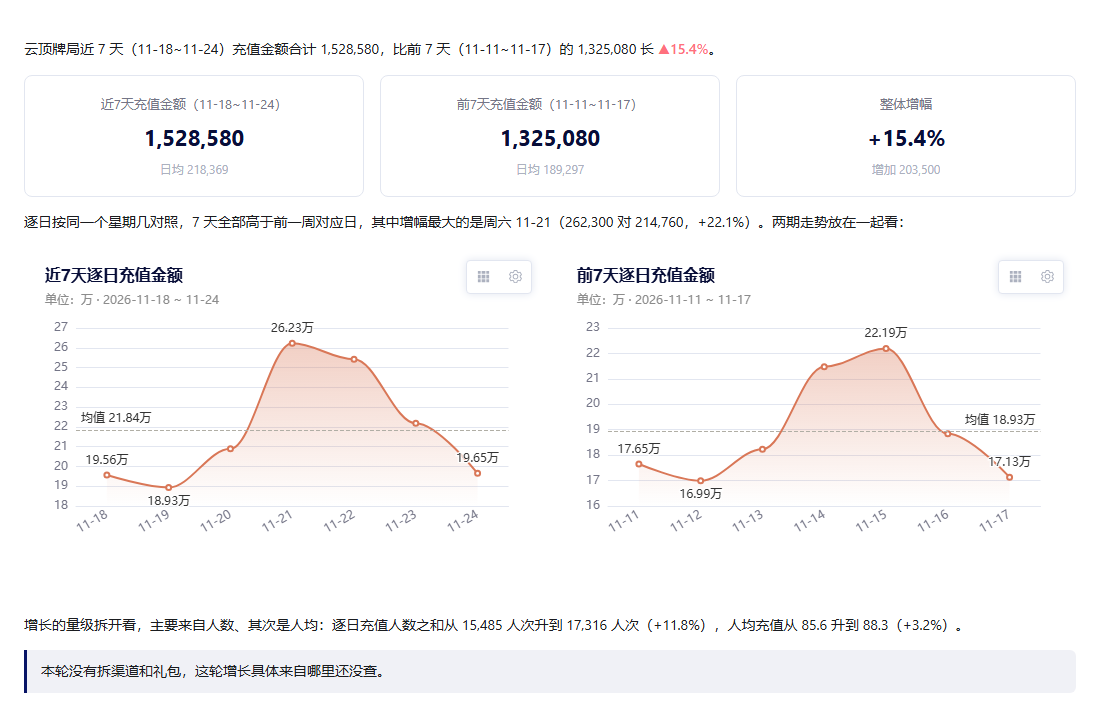 云顶牌局近 7 天（11-18~11-24）充值金额合计 1,528,580，比前 7 天（11-11~11-17）的 1,325,080 长 ▲15.4%。
近7天充值金额（11-18~11-24）
1,528,580
日均 218,369
前7天充值金额（11-11~11-17）
1,325,080
日均 189,297
整体增幅
+15.4%
增加 203,500
逐日按同一个星期几对照，7 天全部高于前一周对应日，其中增幅最大的是周六 11-21（262,300 对 214,760，+22.1%）。两期走势放在一起看：
近7天逐日充值金额
单位：万 · 2026-11-18 ~ 11-24
27
26
25
24
23
22
21
20
19
18
26.23万
均值 21.84万
19.56万
18.93万
19.65万
11-18
11-19
11-20
11-21
11-22
11-23
11-24
前7天逐日充值金额
单位：万 · 2026-11-11 ~ 11-17
23
22
21
20
19
18
17
16
22.19万
均值 18.93万
17.65万
16.99万
17.13万
11-11
11-12
11-13
11-14
11-15
11-16
11-17
增长的量级拆开看，主要来自人数、其次是人均：逐日充值人数之和从 15,485 人次升到 17,316 人次（+11.8%），人均充值从 85.6 升到 88.3（+3.2%）。
本轮没有拆渠道和礼包，这轮增长具体来自哪里还没查。